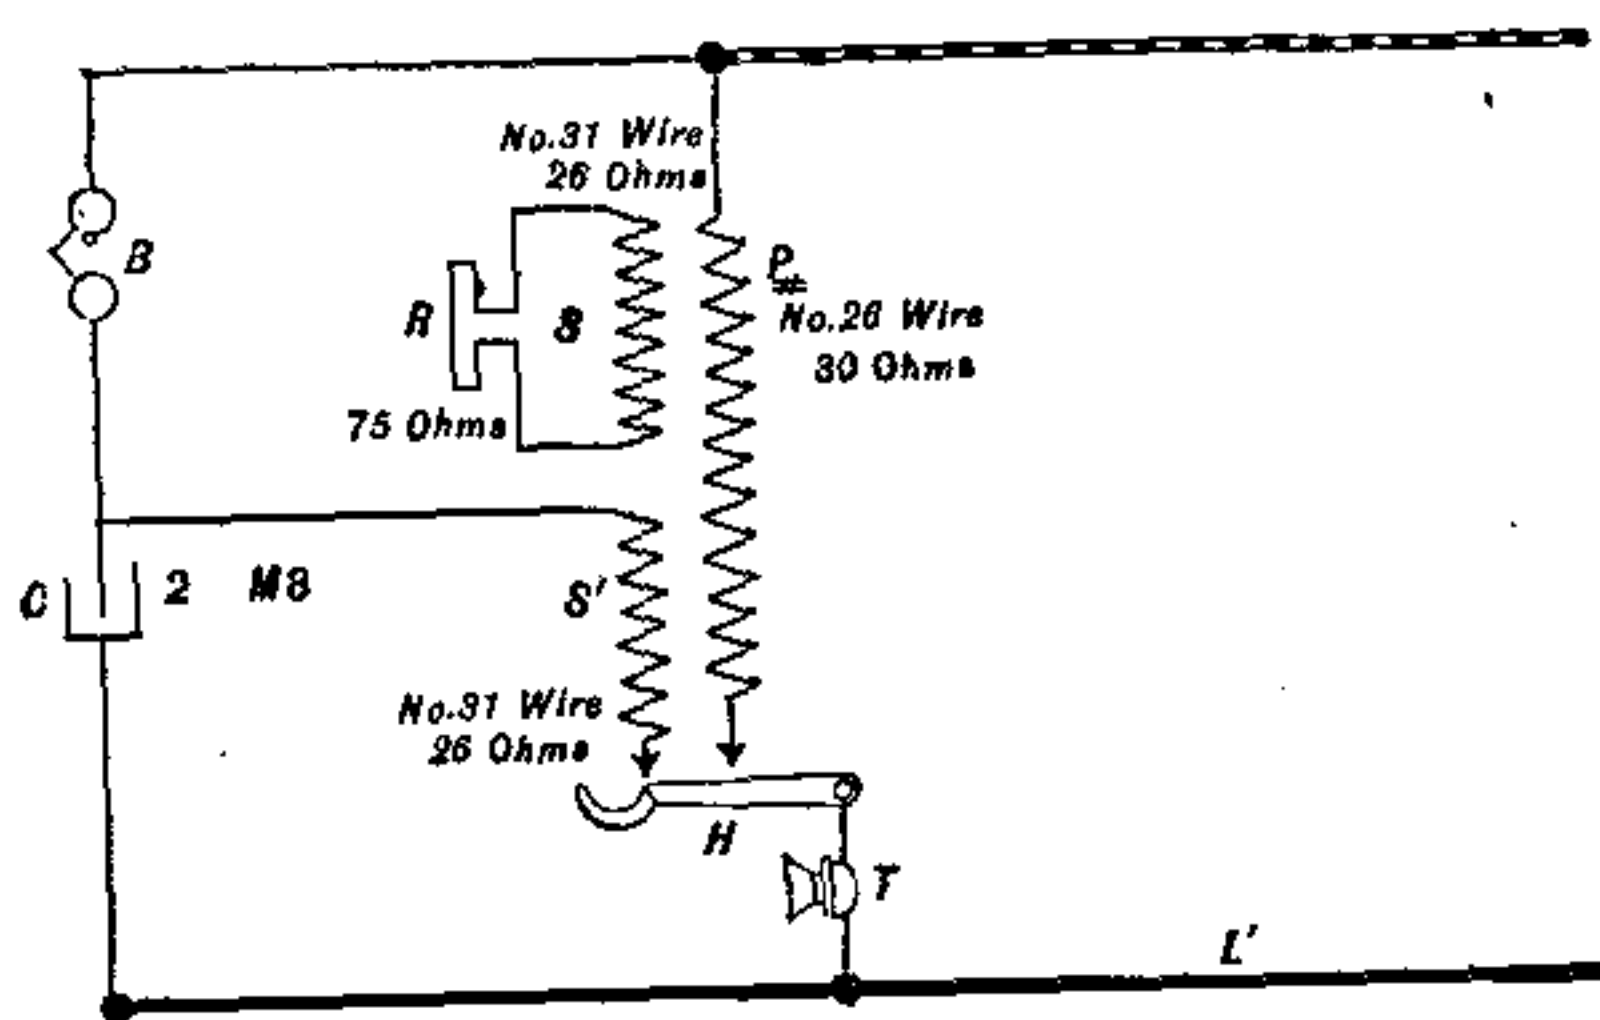 No.31 Wire
26 Ohms
B
P
R
S
No.26 Wire
30 Ohms
75 Ohms
C
2 M8
S'
No.31 Wire
26 Ohms
H
T
L'